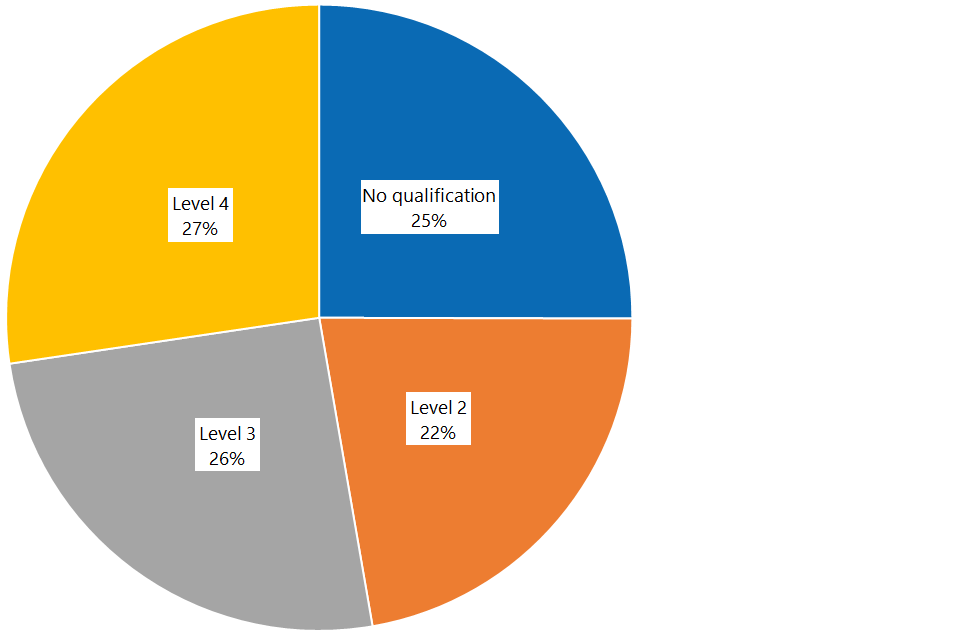 Level 4
27%
No qualification
25%
Level 2
22%
Level 3
26%